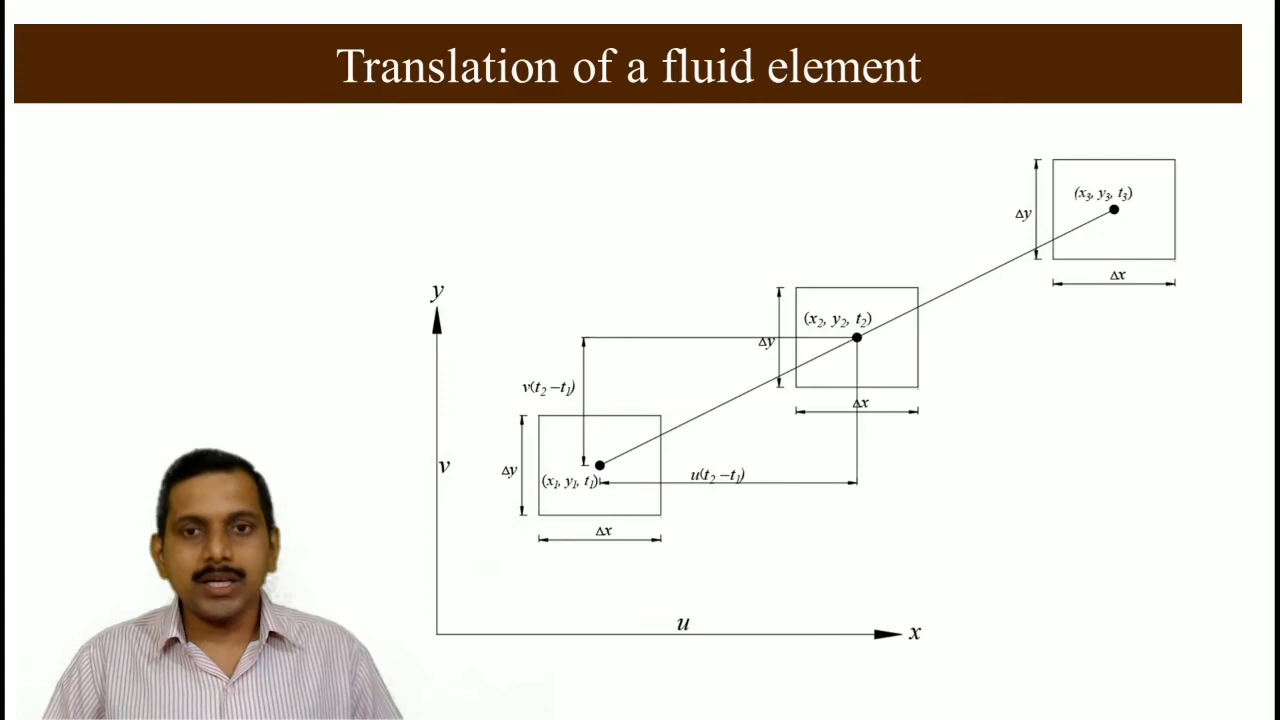 Translation of a fluid element
(x₃, y₃, t₃)
Δy
Δx
y
(x₂, y₂, t₂)
Δy
v(t₂ –t₁)
Δx
v
Δy
u(t₂ –t₁)
(x₁, y₁, t₁)
Δx
u
x